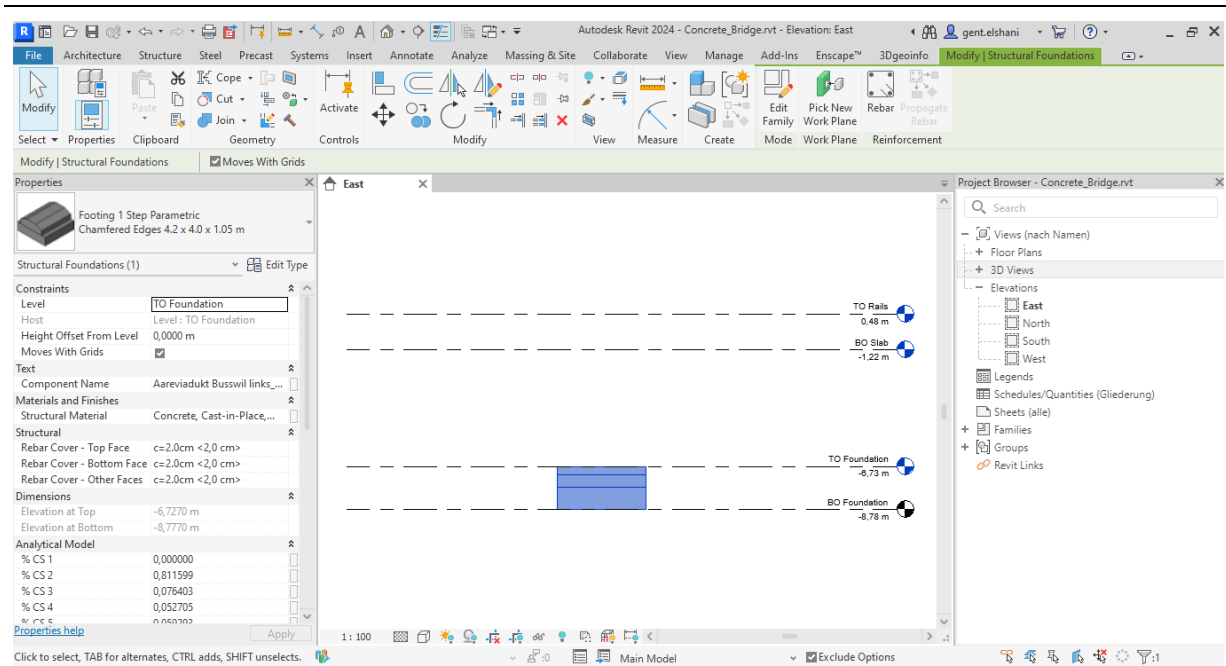 Autodesk Revit 2024 - Concrete_Bridge.rvt - Elevation: East
gent.elshani
File Architecture Structure Steel Precast Systems Insert Annotate Analyze Massing & Site Collaborate View Manage Add-Ins Enscape™ 3Dgeoinfo Modify | Structural Foundations
Modify
Paste
Cope
Cut
Join
Activate
Edit Family
Pick New Work Plane
Rebar
Propagate Rebar
Select Properties Clipboard Geometry Controls Modify View Measure Create Mode Work Plane Reinforcement
Modify | Structural Foundations Moves With Grids
Properties
East
Project Browser - Concrete_Bridge.rvt
Footing 1 Step Parametric
Chamfered Edges 4.2 x 4.0 x 1.05 m
Structural Foundations (1) Edit Type
Constraints
Level TO Foundation
Host Level : TO Foundation
Height Offset From Level 0,0000 m
Moves With Grids
Text
Component Name Aareviadukt Busswil links_...
Materials and Finishes
Structural Material Concrete, Cast-in-Place,...
Structural
Rebar Cover - Top Face c=2.0cm <2,0 cm>
Rebar Cover - Bottom Face c=2.0cm <2,0 cm>
Rebar Cover - Other Faces c=2.0cm <2,0 cm>
Dimensions
Elevation at Top -6,7270 m
Elevation at Bottom -8,7770 m
Analytical Model
% CS 1 0,000000
% CS 2 0,811599
% CS 3 0,076403
% CS 4 0,052705
% CS 5
Properties help Apply
TO Rails
0,48 m
BO Slab
-1,22 m
TO Foundation
-6,73 m
BO Foundation
-8,78 m
Search
Views (nach Namen)
Floor Plans
3D Views
Elevations
East
North
South
West
Legends
Schedules/Quantities (Gliederung)
Sheets (alle)
Families
Groups
Revit Links
1 : 100
Click to select, TAB for alternates, CTRL adds, SHIFT unselects. :0 Main Model Exclude Options :1